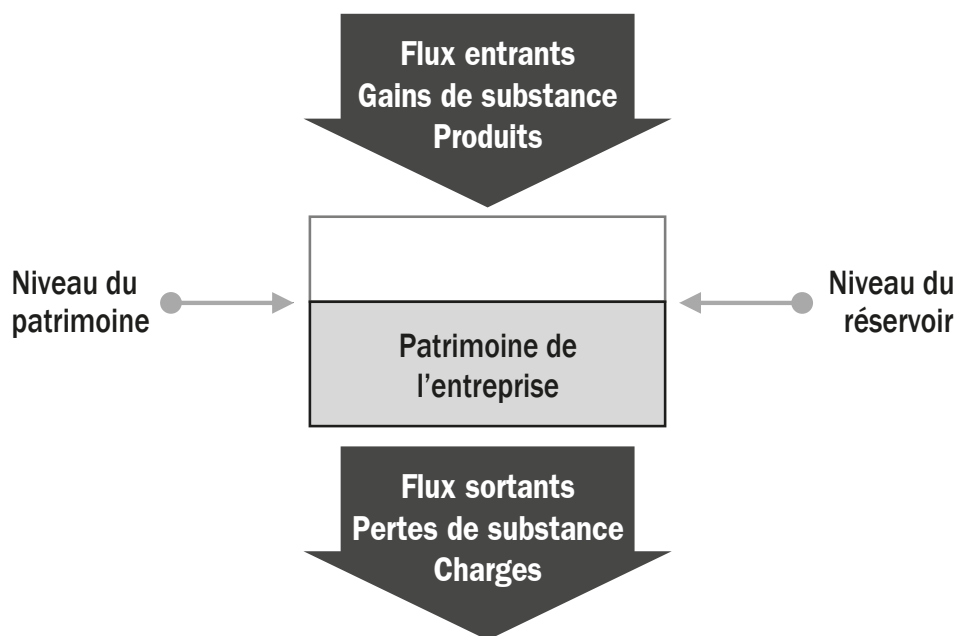 Flux entrants
Gains de substance
Produits
Niveau du
patrimoine
Niveau du
réservoir
Patrimoine de
l’entreprise
Flux sortants
Pertes de substance
Charges